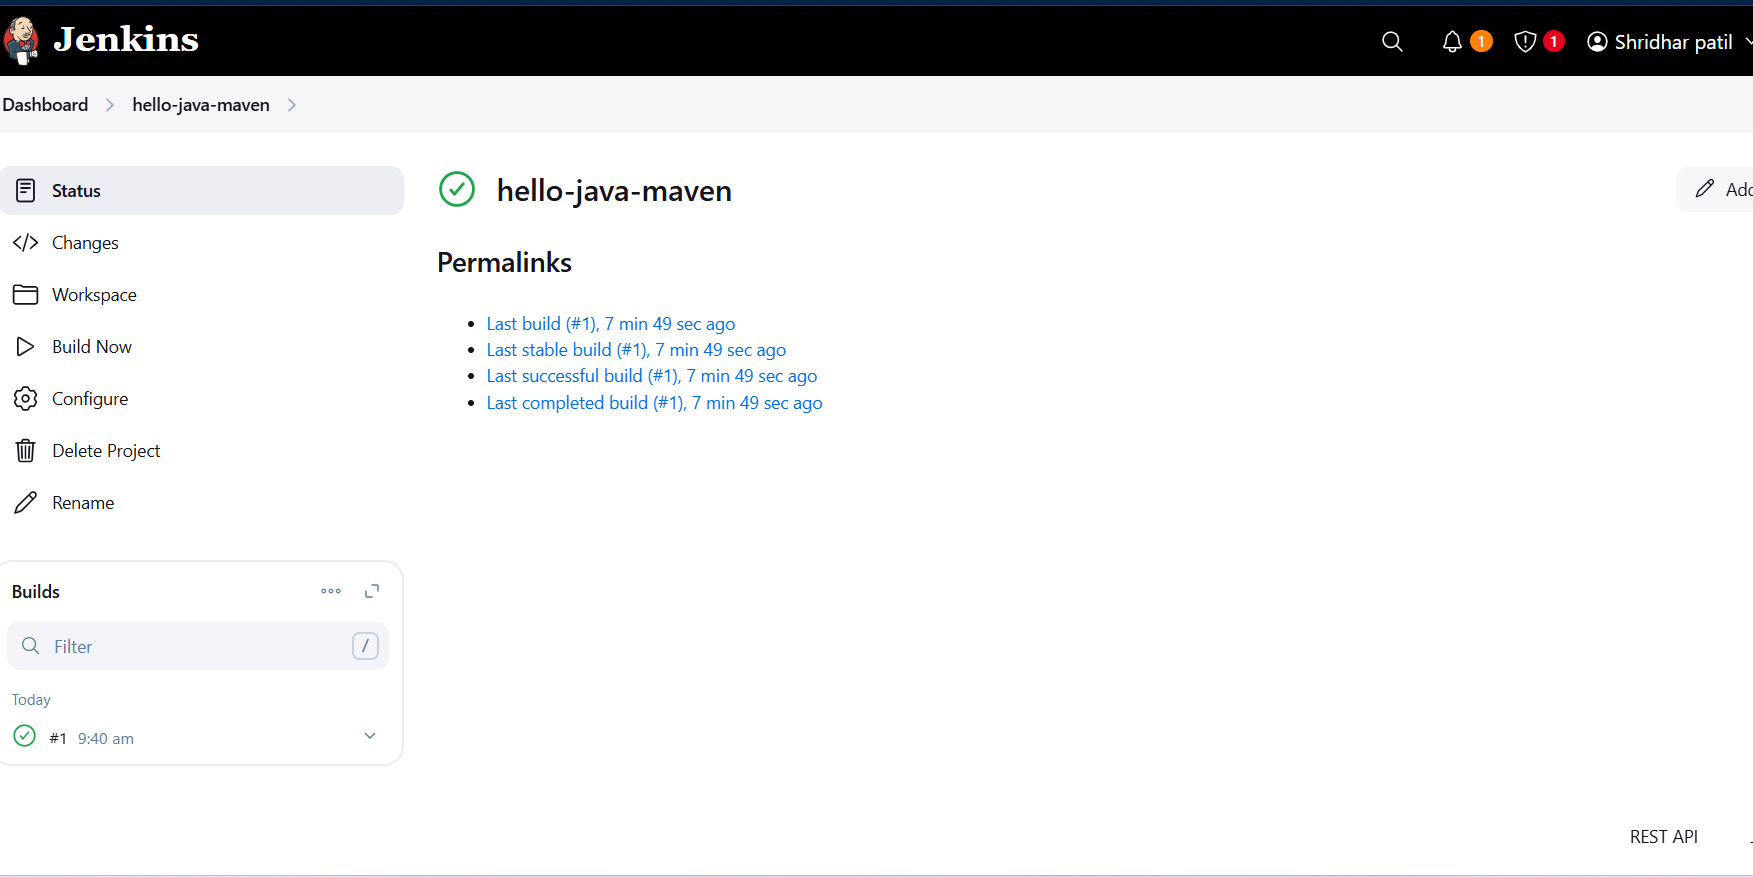 Jenkins
1
1
Shridhar patil
Dashboard
hello-java-maven
Status
Changes
Workspace
Build Now
Configure
Delete Project
Rename
hello-java-maven
Permalinks
Last build (#1), 7 min 49 sec ago
Last stable build (#1), 7 min 49 sec ago
Last successful build (#1), 7 min 49 sec ago
Last completed build (#1), 7 min 49 sec ago
Builds
Filter
/
Today
#1 9:40 am
REST API